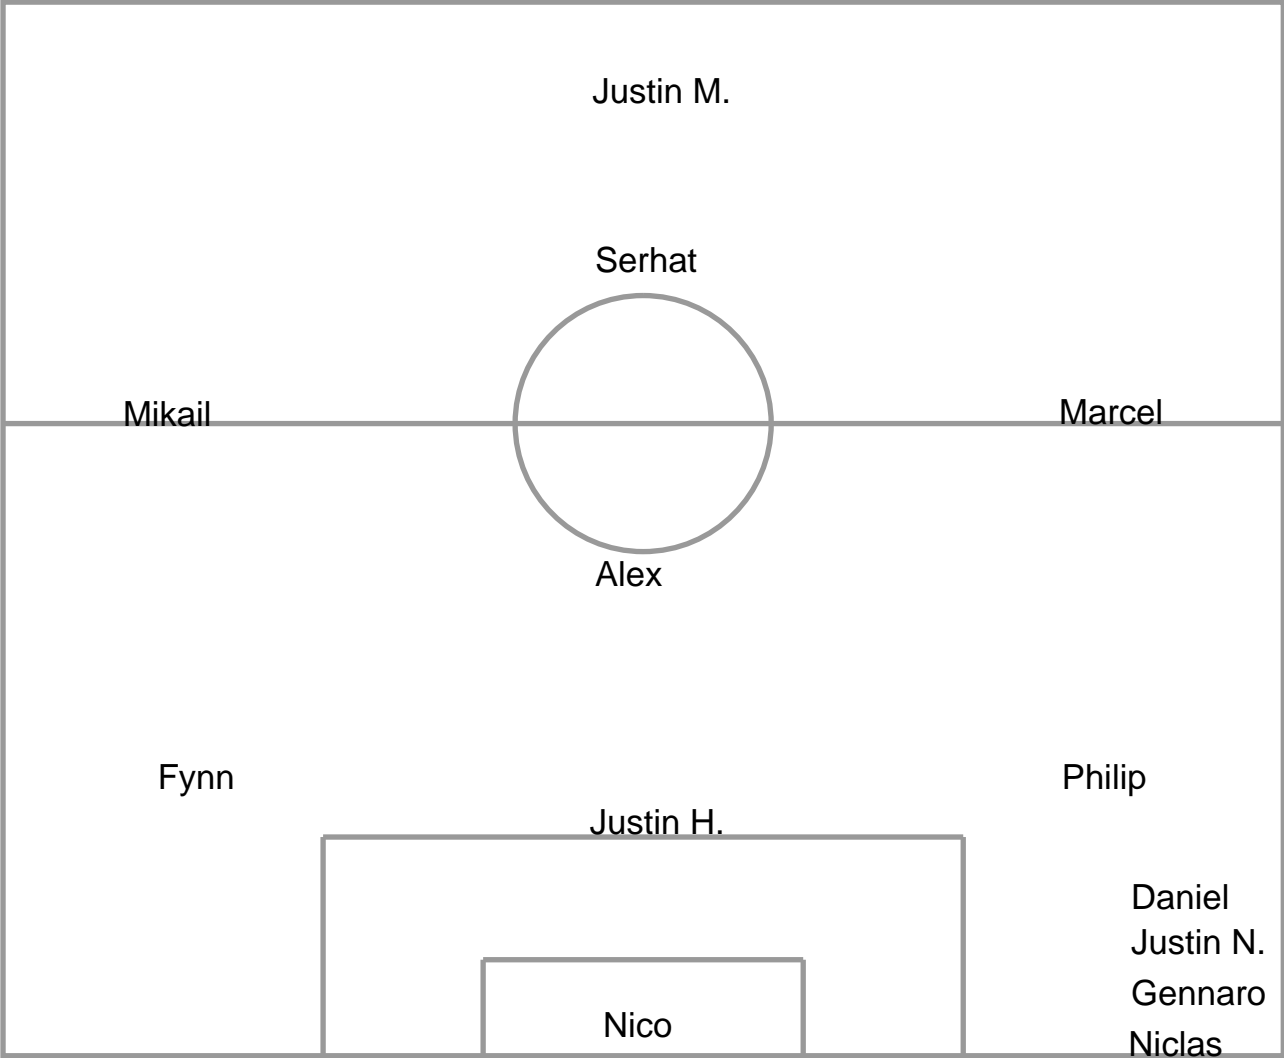 Justin M.
Serhat
Mikail
Marcel
Alex
Fynn
Philip
Justin H.
Daniel
Justin N.
Gennaro
Nico
Niclas